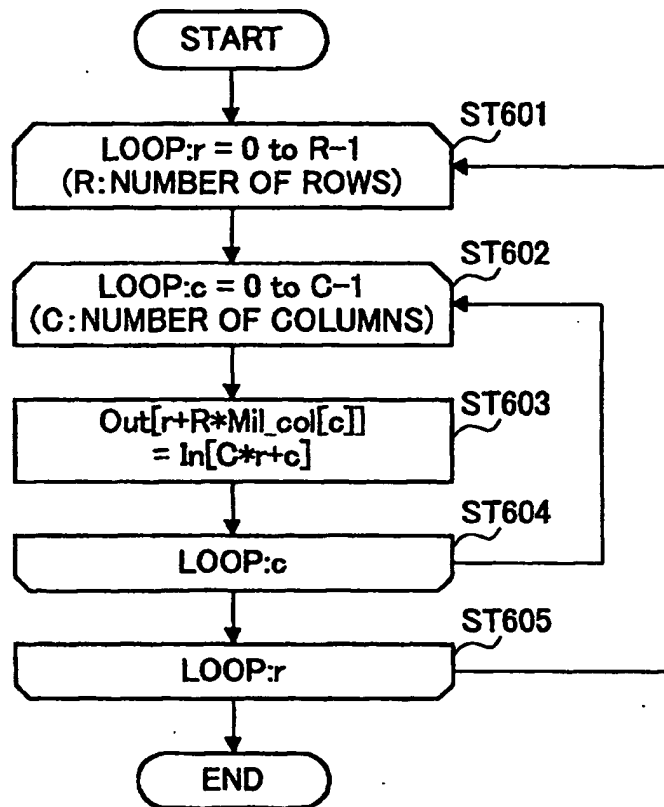 START
ST601
LOOP:r = 0 to R-1
(R:NUMBER OF ROWS)
ST602
LOOP:c = 0 to C-1
(C:NUMBER OF COLUMNS)
ST603
Out[r+R*Mil_col[c]]
= In[C*r+c]
ST604
LOOP:c
ST605
LOOP:r
END